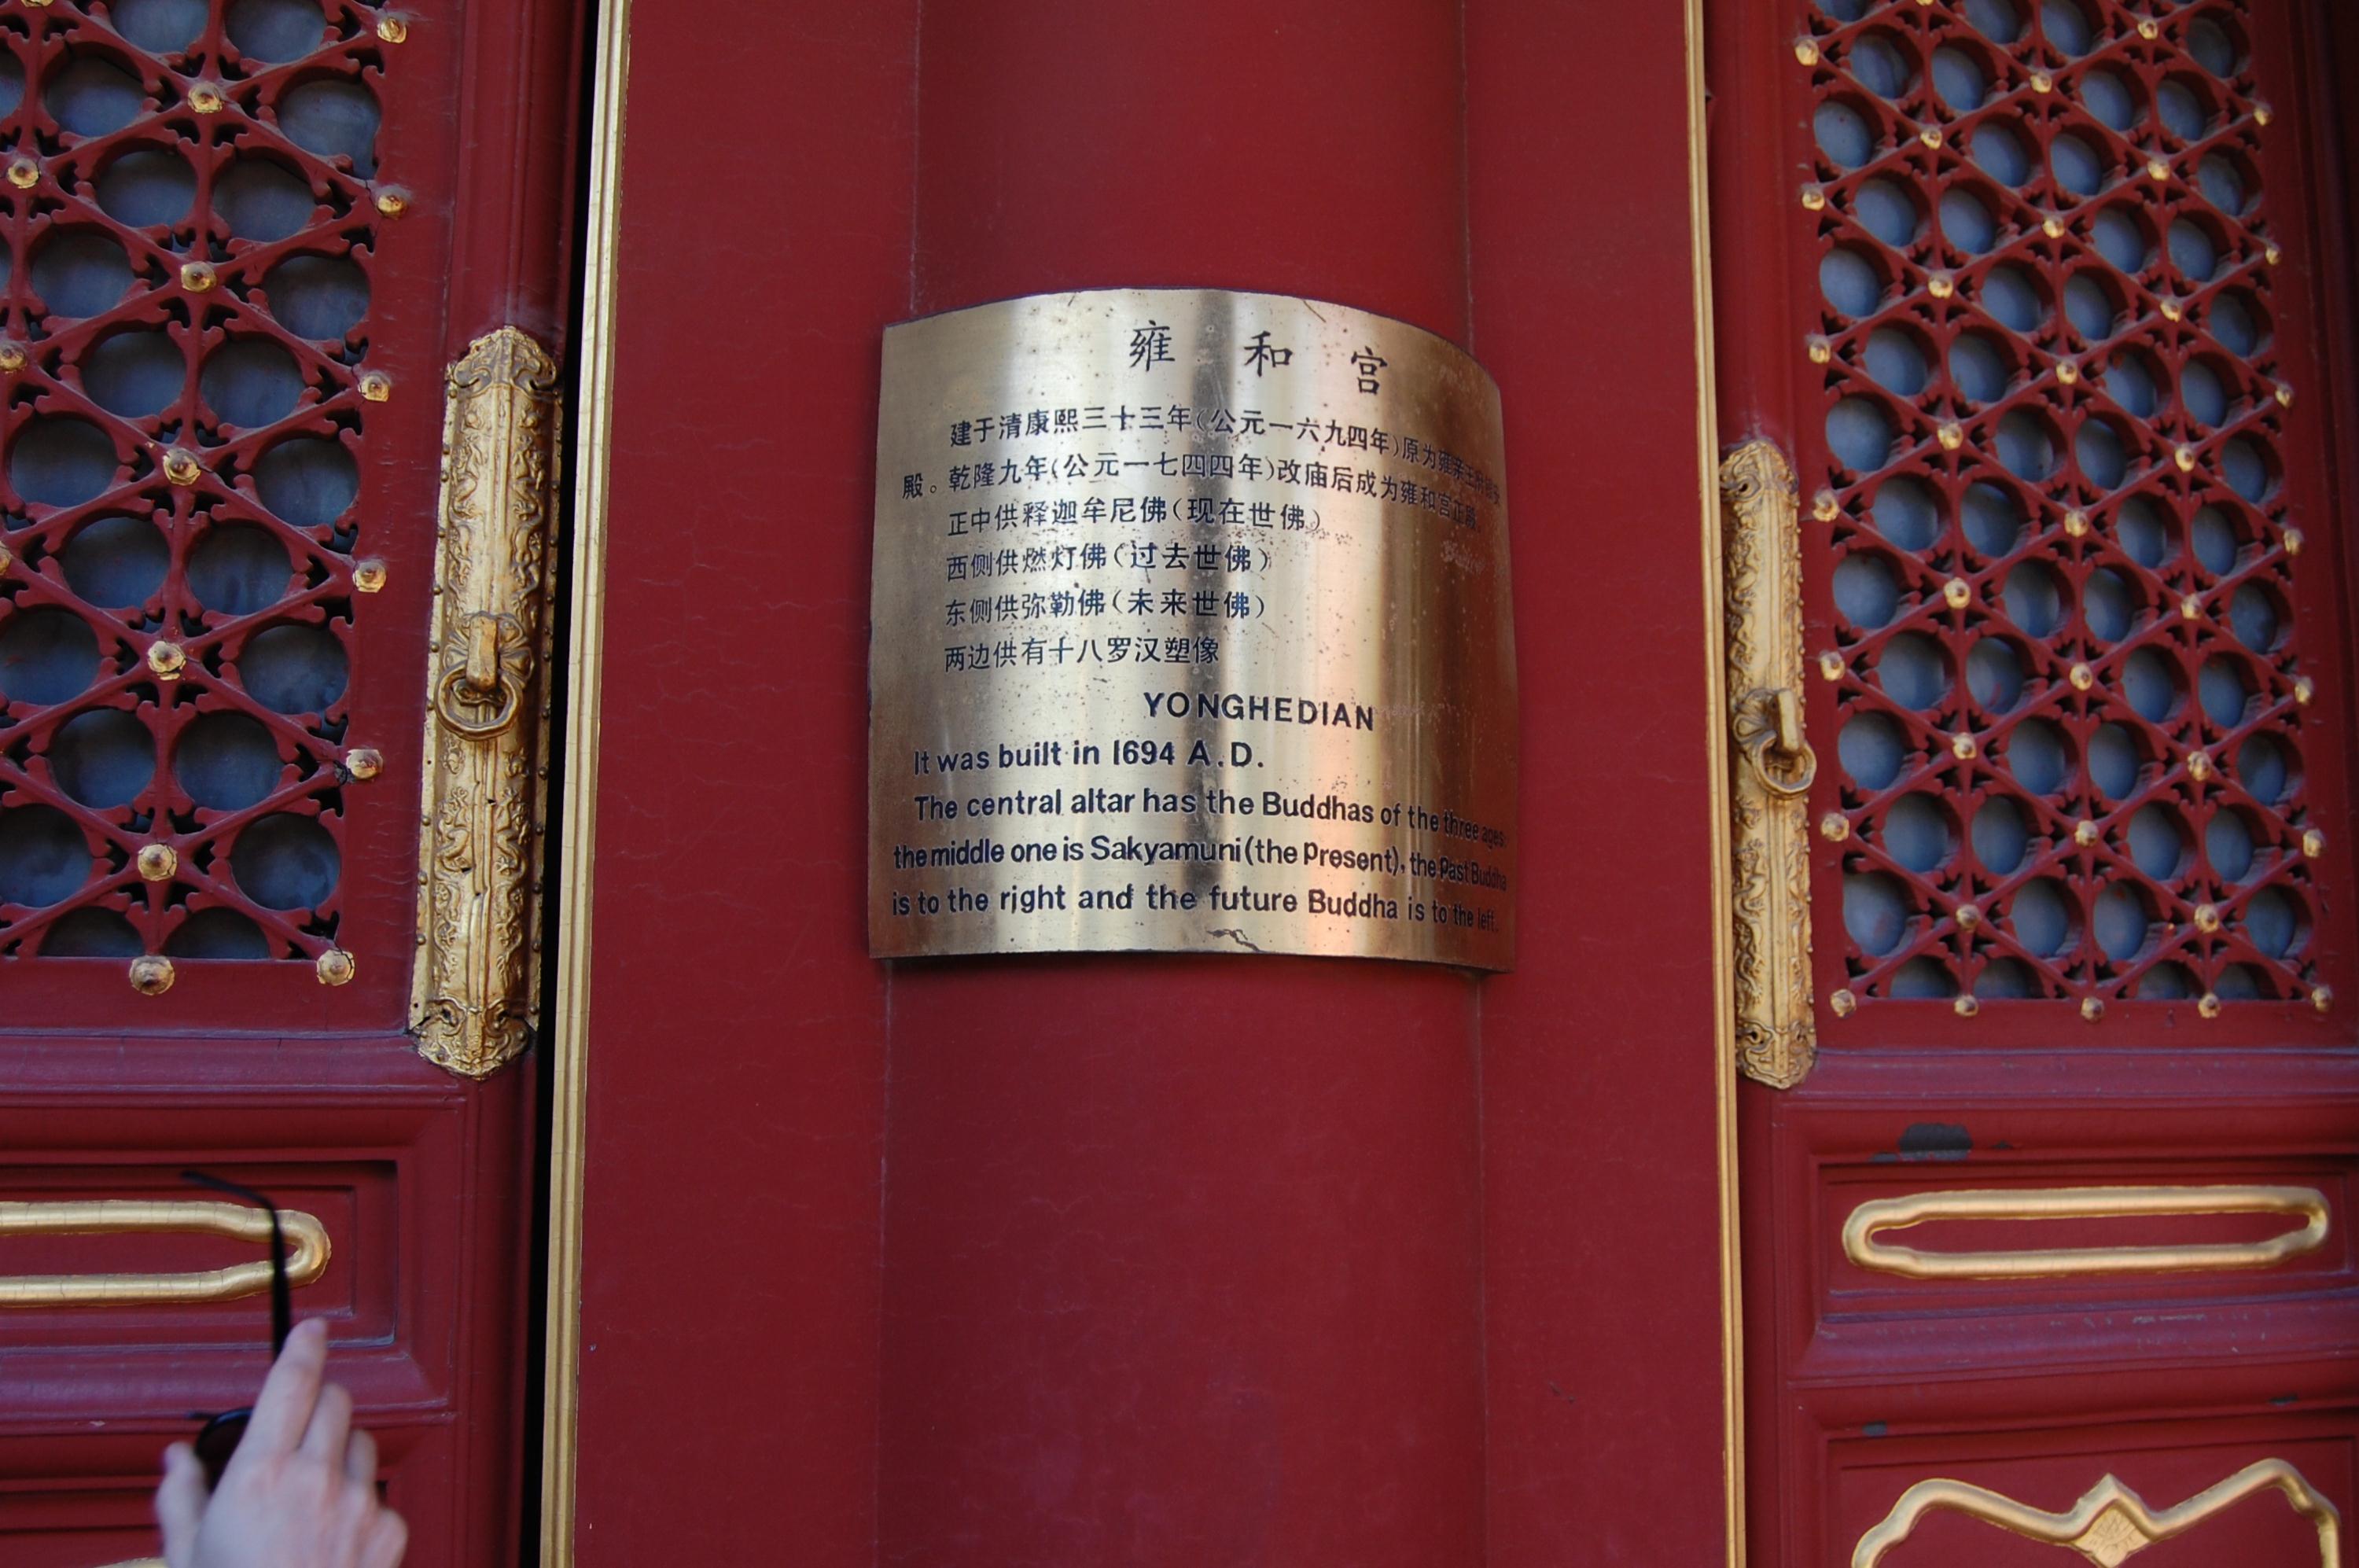 雍和宫
建于清康熙三十三年(公元一六九四年)原为雍亲王府银安
殿。乾隆九年(公元一七四四年)改庙后成为雍和宫正殿
正中供释迦牟尼佛(现在世佛)
西侧供燃灯佛(过去世佛)
东侧供弥勒佛(未来世佛)
两边供有十八罗汉塑像
YONGHEDIAN
It was built in 1694 A.D.
The central altar has the Buddhas of the three ages:
the middle one is Sakyamuni(the present), the Past Buddha
is to the right and the future Buddha is to the left.